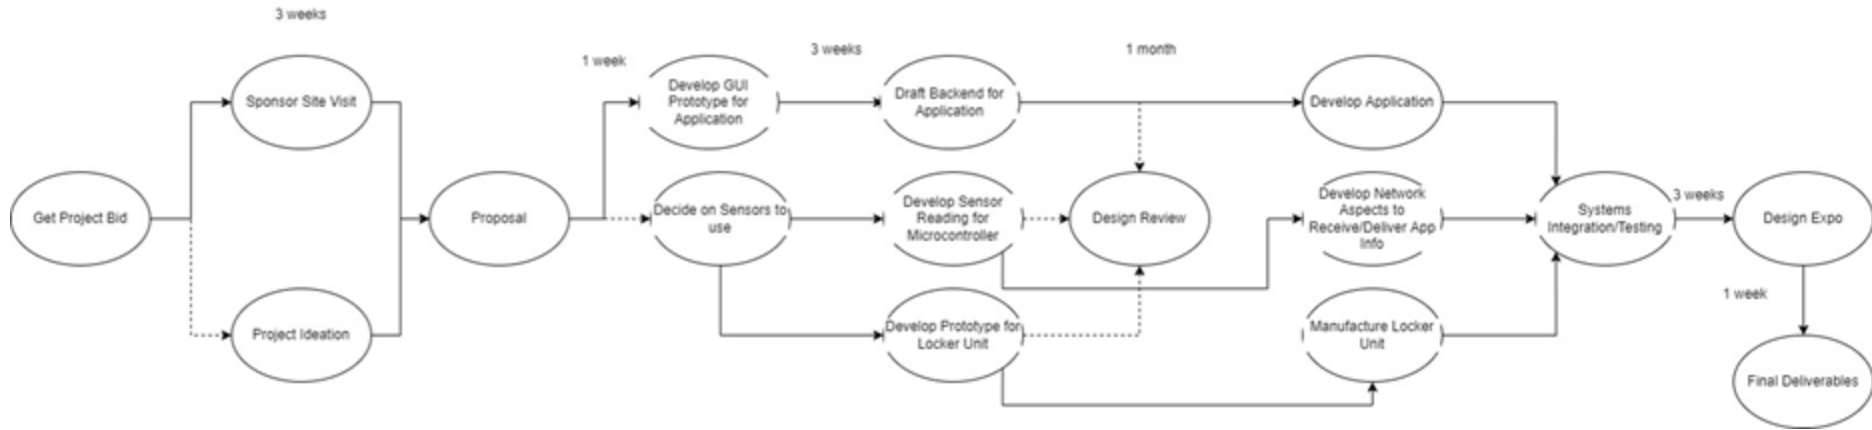 3 weeks
Sponsor Site Visit
Get Project Bid
Project Ideation
Proposal
1 week
Develop GUI
Prototype for
Application
3 weeks
Draft Backend for
Application
1 month
Develop Application
Decide on Sensors to
use
Develop Sensor
Reading for
Microcontroller
Design Review
Develop Network
Aspects to
Receive/Deliver App
Info
Systems
Integration/Testing
3 weeks
Design Expo
Develop Prototype for
Locker Unit
Manufacture Locker
Unit
1 week
Final Deliverables